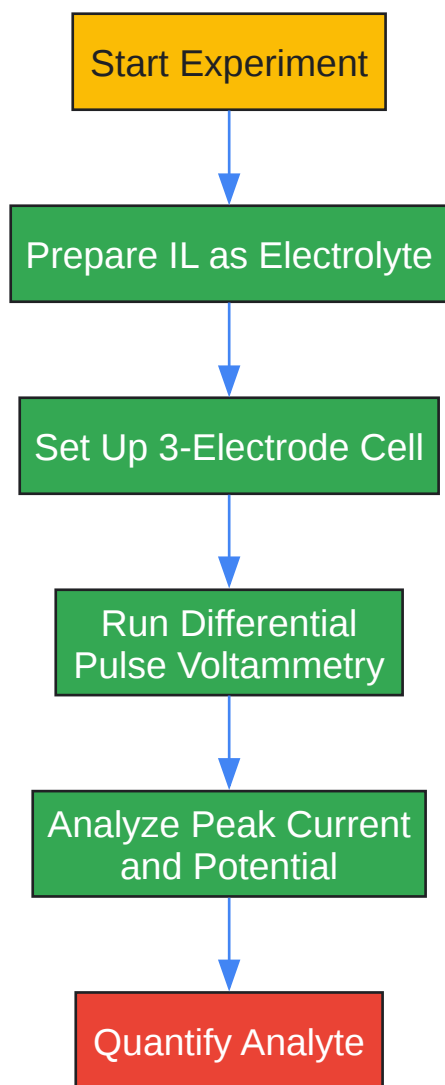 Start Experiment
Prepare IL as Electrolyte
Set Up 3-Electrode Cell
Run Differential
Pulse Voltammetry
Analyze Peak Current
and Potential
Quantify Analyte